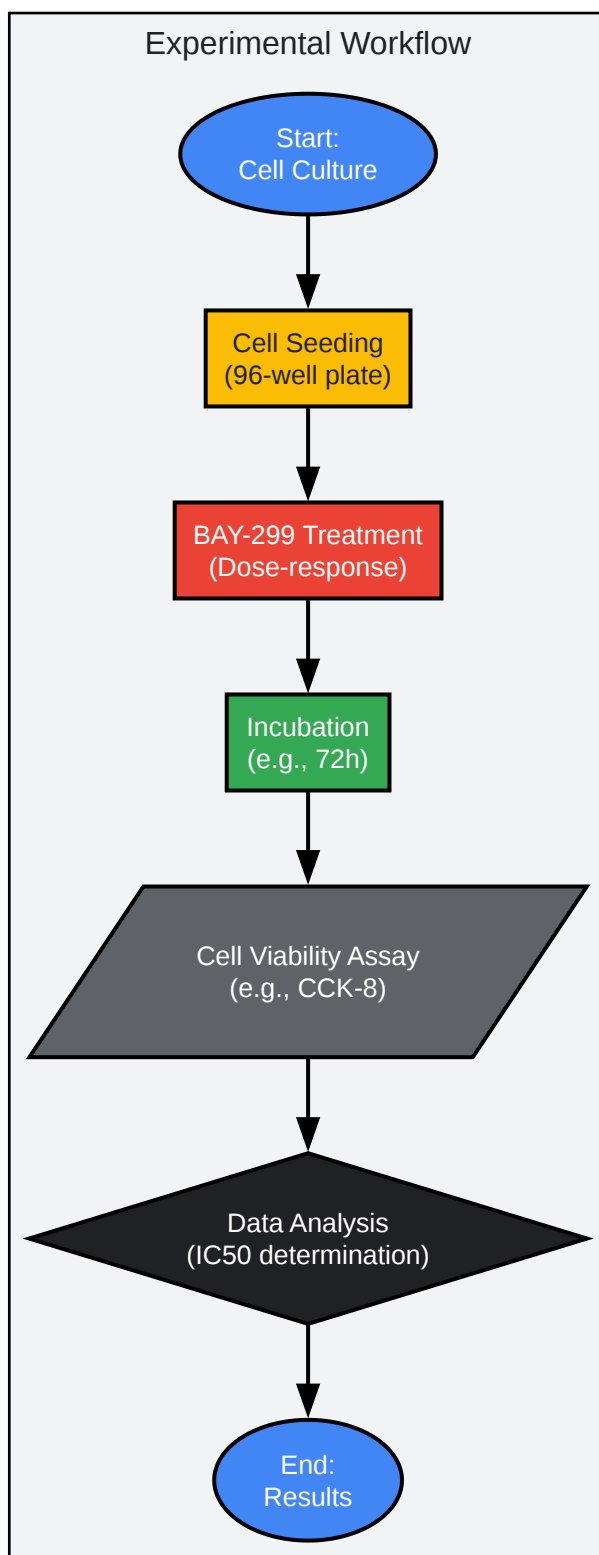 Experimental Workflow
Start:
Cell Culture
Cell Seeding
(96-well plate)
BAY-299 Treatment
(Dose-response)
Incubation
(e.g., 72h)
Cell Viability Assay
(e.g., CCK-8)
Data Analysis
(IC50 determination)
End:
Results